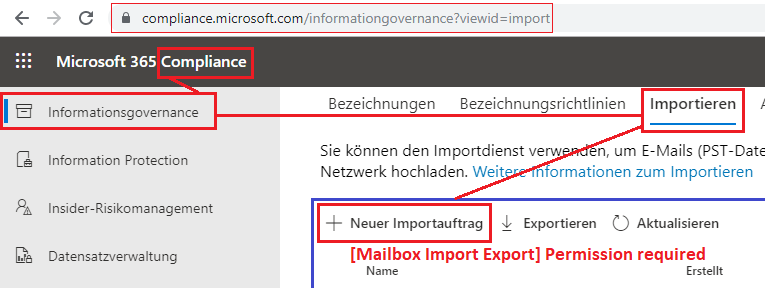 compliance.microsoft.com/informationgovernance?viewid=import
Microsoft 365 Compliance
Informationsgovernance
Bezeichnungen Bezeichnungsrichtlinien Importieren
Sie können den Importdienst verwenden, um E-Mails (PST-Date
Information Protection
Netzwerk hochladen. Weitere Informationen zum Importieren
Insider-Risikomanagement
Neuer Importauftrag Exportieren Aktualisieren
Datensatzverwaltung
[Mailbox Import Export] Permission required
Name Erstellt